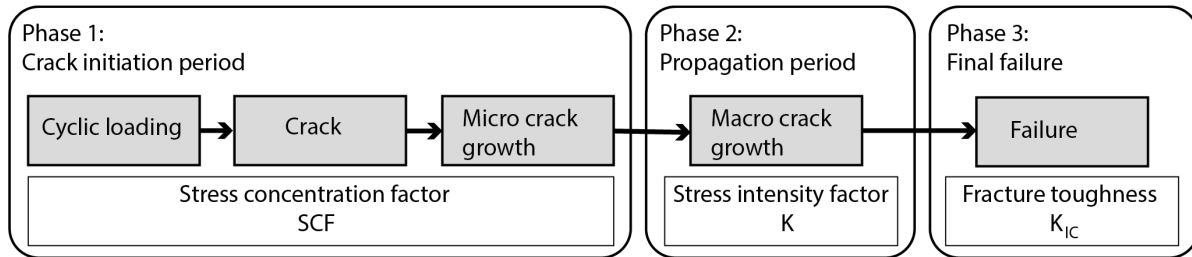 Phase 1:
Crack initiation period
Cyclic loading
Crack
Micro crack
growth
Stress concentration factor
SCF
Phase 2:
Propagation period
Macro crack
growth
Stress intensity factor
K
Phase 3:
Final failure
Failure
Fracture toughness
K_IC